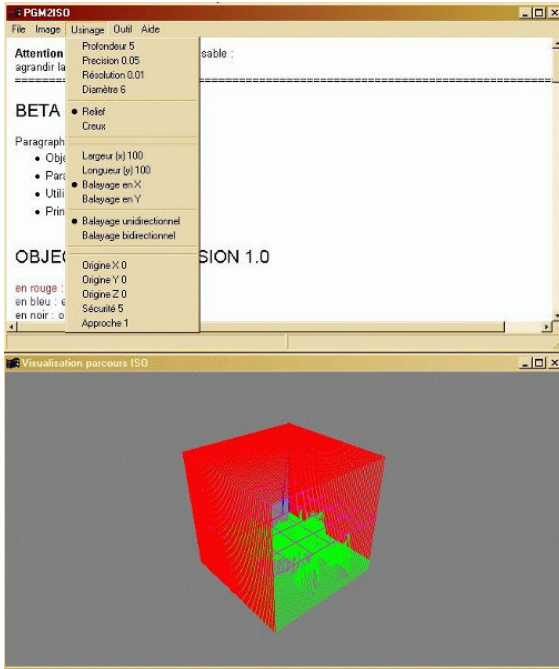 PGM2ISO
File Image Usinage Outil Aide
Attention
sable :
agrandir la
Profondeur 5
Precision 0.05
Résolution 0.01
Diamètre 6
Relief
Creux
Largeur (x) 100
Longueur (y) 100
Balayage en X
Balayage en Y
Balayage unidirectionnel
Balayage bidirectionnel
Origine X 0
Origine Y 0
Origine Z 0
Sécurité 5
Approche 1
BETA
Paragraph
Obje
Para
Utili
Prin
OBJEC
SION 1.0
en rouge :
en bleu : e
en noir : o
Visualisation parcours ISO